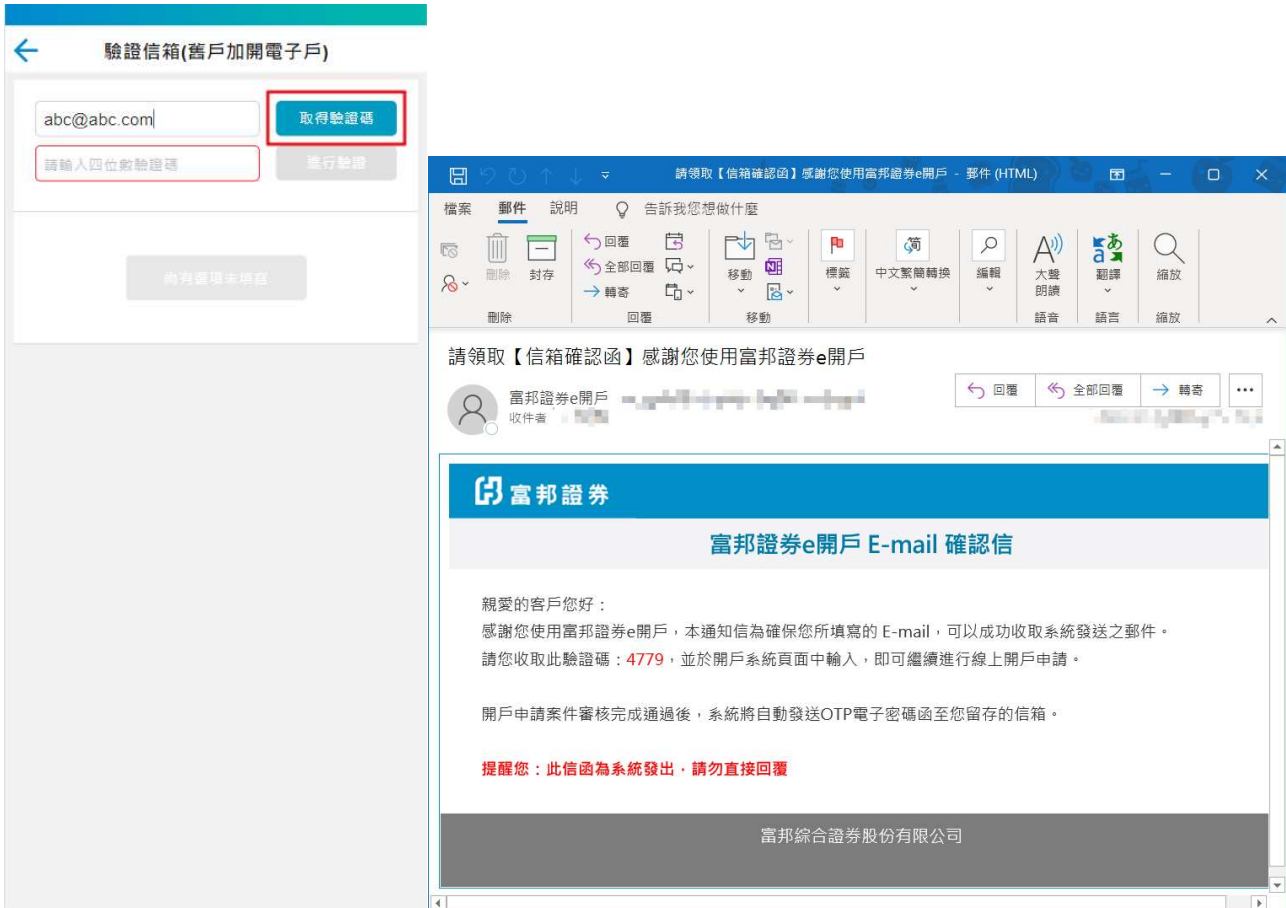 驗證信箱(舊戶加開電子戶)
abc@abc.com
取得驗證碼
請輸入四位數驗證碼
進行驗證
尚有選項未填寫
請領取【信箱確認函】感謝您使用富邦證券e開戶 - 郵件 (HTML)
檔案 郵件 說明 告訴我您想做什麼
刪除
封存
回覆
全部回覆
轉寄
移動
標籤
中文繁簡轉換
編輯
大聲
朗讀
翻譯
縮放
刪除 回覆 移動 語音 語言 縮放
請領取【信箱確認函】感謝您使用富邦證券e開戶
富邦證券e開戶
收件者
回覆 全部回覆 轉寄
富邦證券
富邦證券e開戶 E-mail 確認信
親愛的客戶您好：
感謝您使用富邦證券e開戶，本通知信為確保您所填寫的 E-mail，可以成功收取系統發送之郵件。
請您收取此驗證碼：4779，並於開戶系統頁面中輸入，即可繼續進行線上開戶申請。
開戶申請案件審核完成通過後，系統將自動發送OTP電子密碼函至您留存的信箱。
提醒您：此信函為系統發出，請勿直接回覆
富邦綜合證券股份有限公司